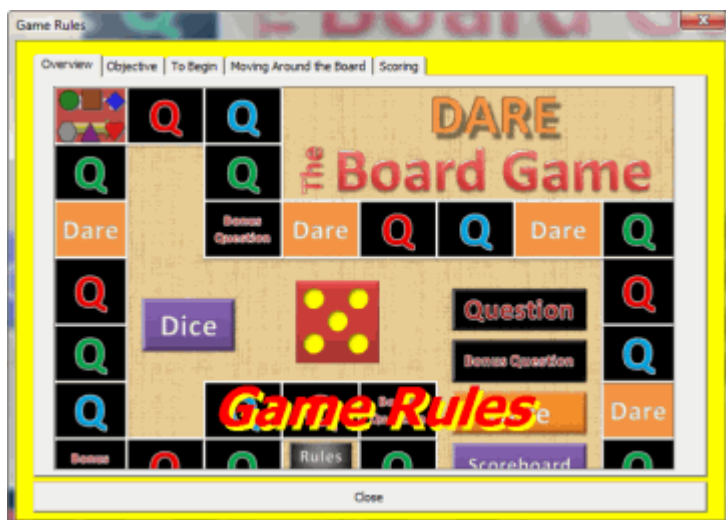 Game Rules
Overview Objective To Begin Moving Around the Board Scoring
Q Q DARE
The Board Game
Q Q
Dare Bonus Question Dare Q Q Dare Q
Q Question Q
Dice
Q Bonus Question Q
Q Game Rules Dare
Bonus Q Q Rules Q Scoreboard Q
Close